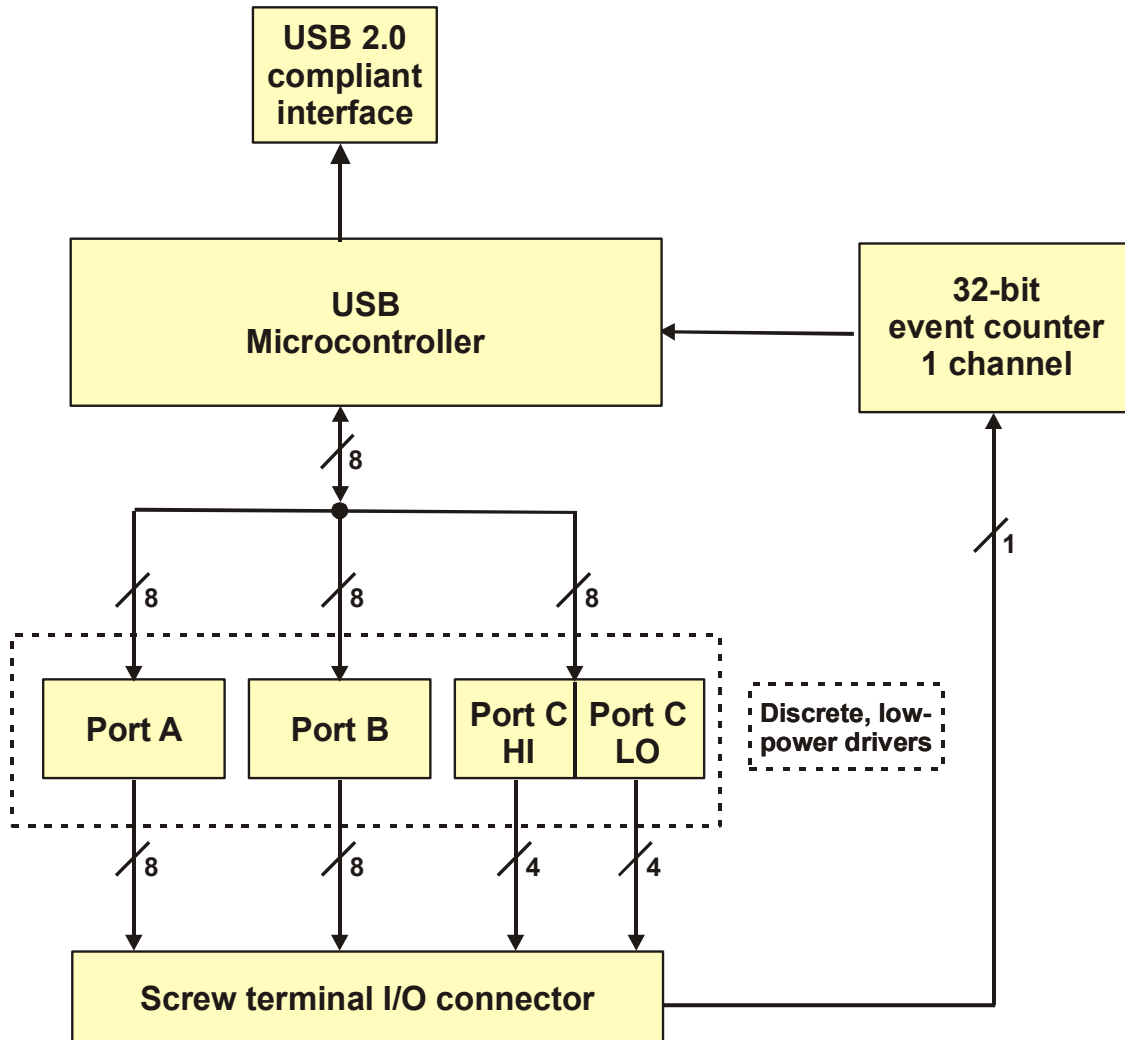 USB 2.0
compliant
interface
USB
Microcontroller
32-bit
event counter
1 channel
8
1
8
8
8
Port A
Port B
Port C
HI
Port C
LO
Discrete, low-
power drivers
8
8
4
4
Screw terminal I/O connector